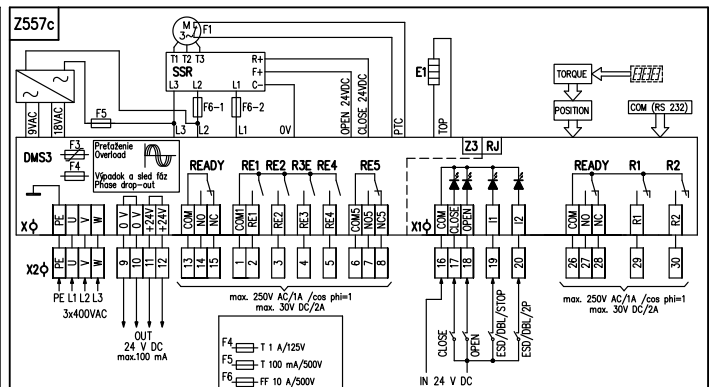 Z557c
M
3~
F1
T1 T2 T3
SSR
R+
F+
C-
L3 L2 L1
E1
TORQUE
POSITION
COM (RS 232)
F5
F6-1
F6-2
9VAC
18VAC
L3 L2 L1 0V
OPEN 24VDC
CLOSE 24VDC
PTC
TOP
DMS3
F3
Preťaženie
Overload
F4
Výpadok a sled fáz
Phase drop-out
Z3 RJ
READY RE1 RE2 R3E RE4 RE5
READY R1 R2
X
PE U V W
0 V 0 V +24V +24V
COM NO NC
COM1 RE1 RE2 RE3 RE4
COM5 NO5 NC5
X1
COM CLOSE OPEN I1 I2
COM NO NC R1 R2
X2
PE U V W
9 10 11 12
13 14 15
1 2 3 4 5
6 7 8
16 17 18 19 20
26 27 28 29 30
PE L1 L2 L3
3x400VAC
OUT
24 V DC
max.100 mA
max. 250V AC/1A /cos phi=1
max. 30V DC/2A
CLOSE
OPEN
ESD/DBL/STOP
ESD/DBL/2P
IN 24 V DC
max. 250V AC/1A /cos phi=1
max. 30V DC/2A
F4 T 1 A/125V
F5 T 100 mA/500V
F6 FF 10 A/500V